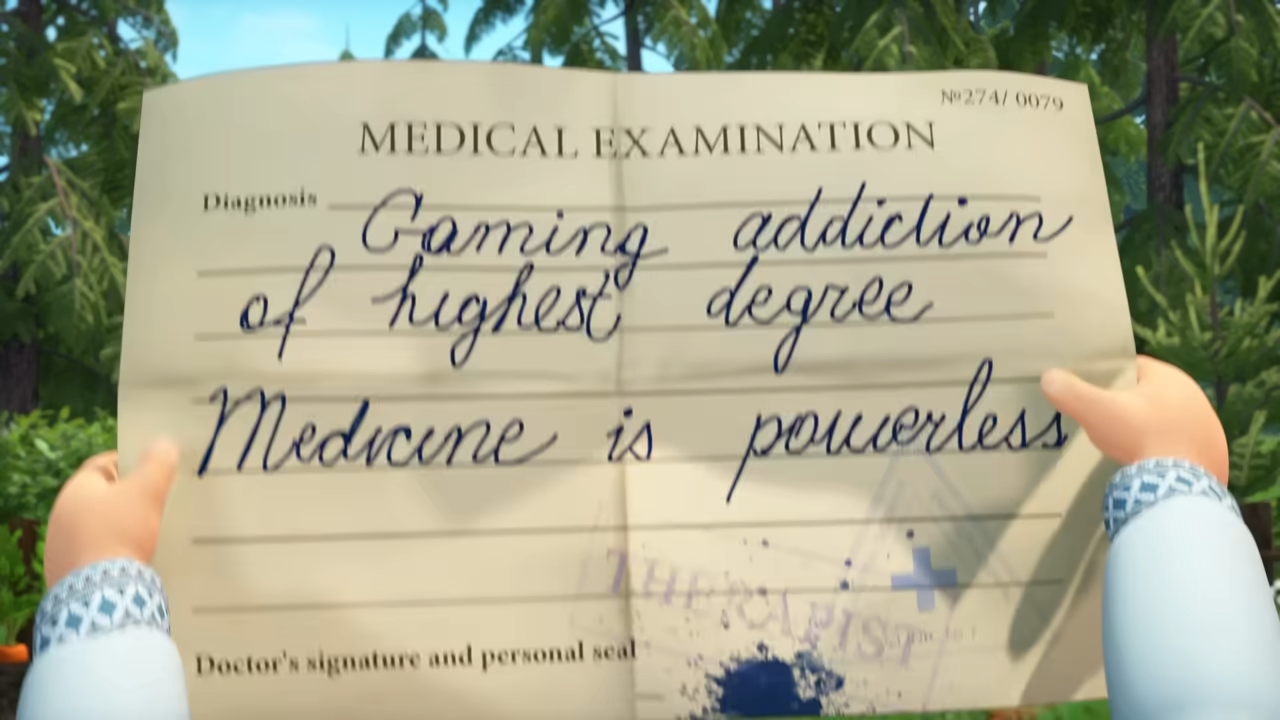 №274/ 0079
MEDICAL EXAMINATION
Diagnosis
Gaming addiction
of highest degree
Medicine is powerless
THERAPIST
Doctor's signature and personal seal